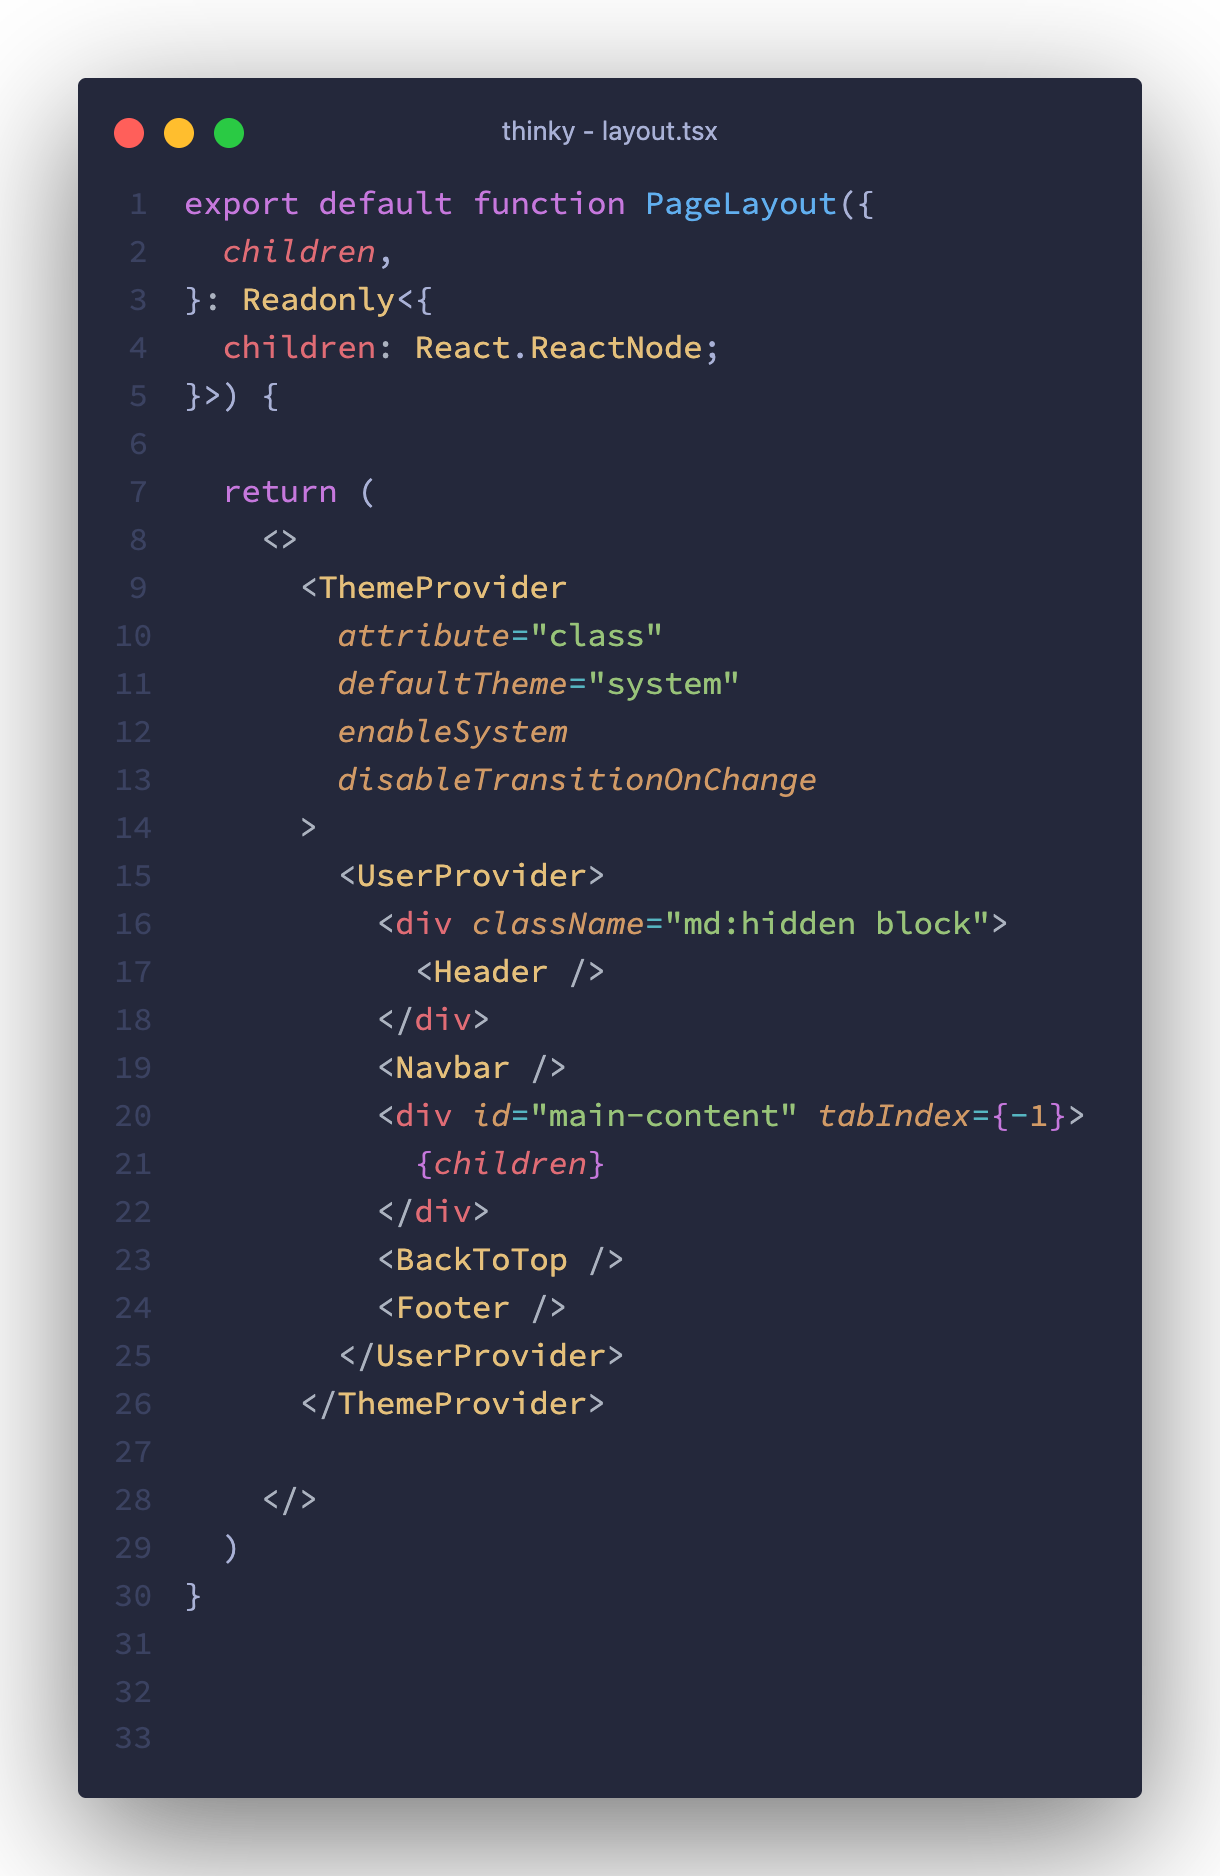 thinky - layout.tsx
1 export default function PageLayout({
2   children,
3 }: Readonly<{
4   children: React.ReactNode;
5 }>) {
6
7   return (
8     <>
9       <ThemeProvider
10         attribute="class"
11         defaultTheme="system"
12         enableSystem
13         disableTransitionOnChange
14       >
15         <UserProvider>
16           <div className="md:hidden block">
17             <Header />
18           </div>
19           <Navbar />
20           <div id="main-content" tabIndex={-1}>
21             {children}
22           </div>
23           <BackToTop />
24           <Footer />
25         </UserProvider>
26       </ThemeProvider>
27
28     </>
29   )
30 }
31
32
33